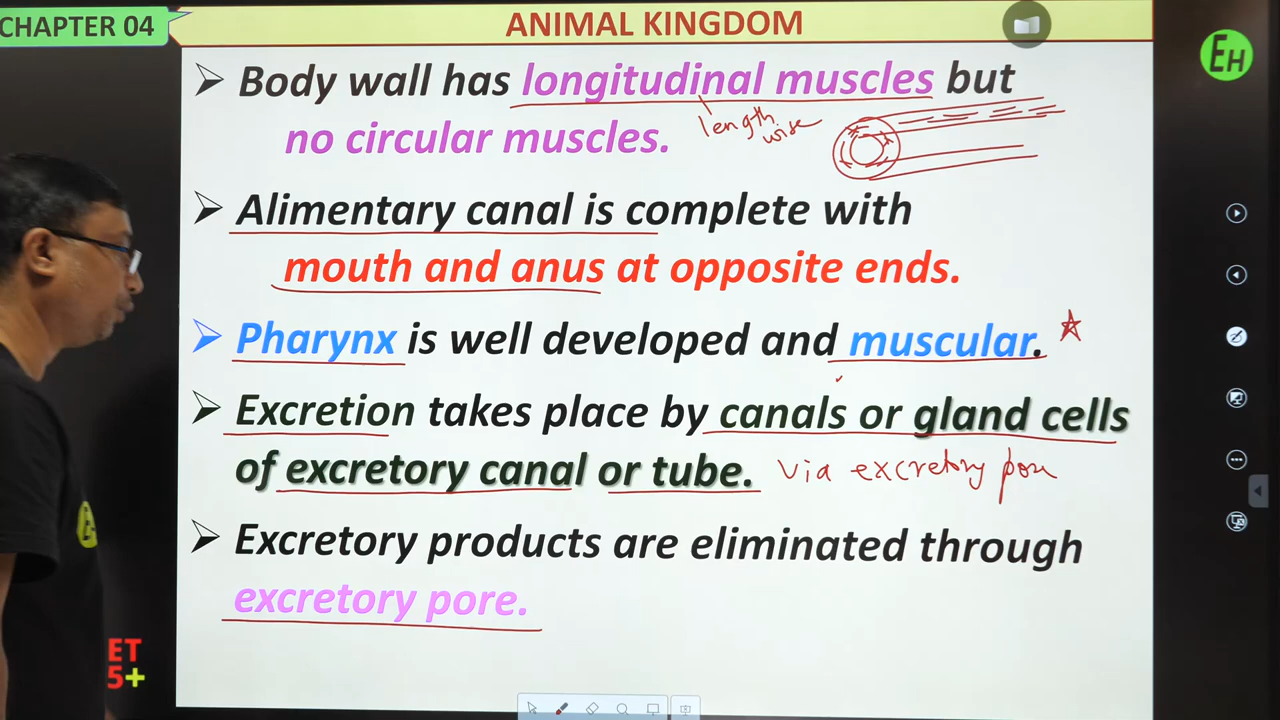 CHAPTER 04
ANIMAL KINGDOM
EH
➢ Body wall has longitudinal muscles but
length wise
no circular muscles.
➢ Alimentary canal is complete with
mouth and anus at opposite ends.
➢ Pharynx is well developed and muscular.
➢ Excretion takes place by canals or gland cells
of excretory canal or tube. via excretory pore
➢ Excretory products are eliminated through
excretory pore.
ET
5+